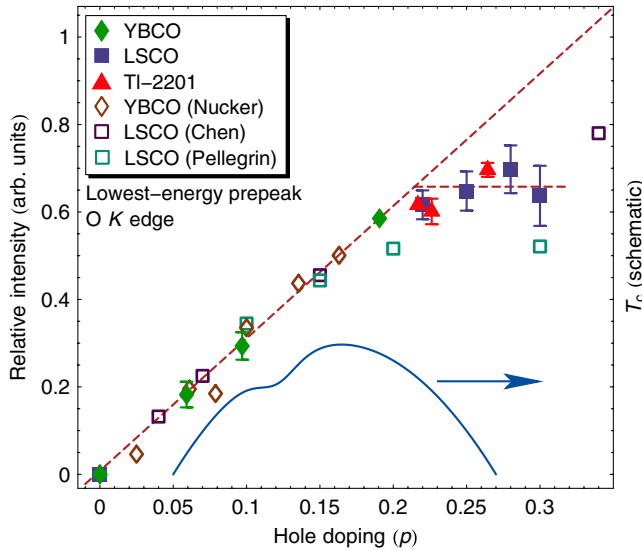 YBCO
LSCO
Tl−2201
YBCO (Nucker)
LSCO (Chen)
LSCO (Pellegrin)
Lowest−energy prepeak
O K edge
Relative intensity (arb. units)
1
0.8
0.6
0.4
0.2
0
Tc (schematic)
0 0.05 0.1 0.15 0.2 0.25 0.3
Hole doping (p)